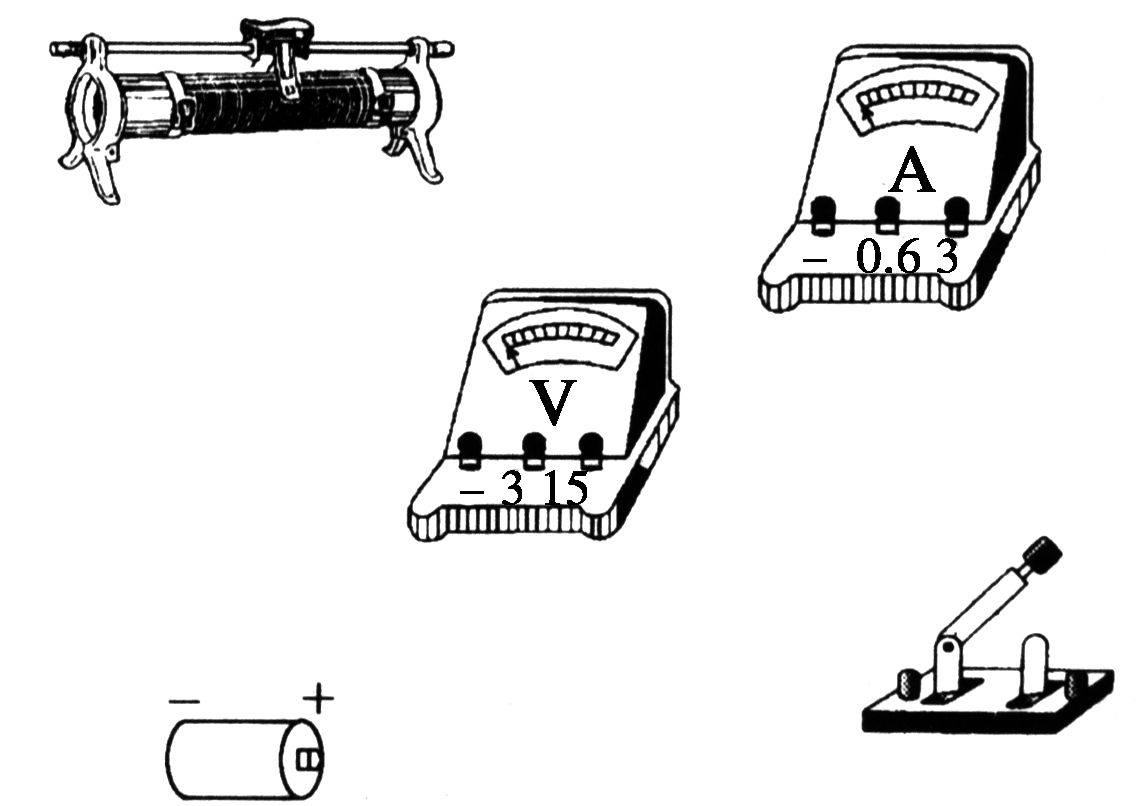 A
– 0.6 3
V
– 3 15
– +